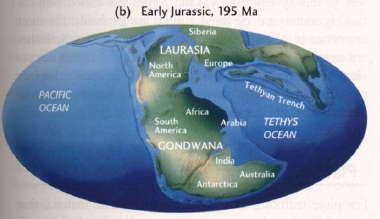 (b) Early Jurassic, 195 Ma
Siberia
LAURASIA
North
America
Europe
Tethyan Trench
PACIFIC
OCEAN
Africa
South
America
Arabia
TETHYS
OCEAN
GONDWANA
India
Australia
Antarctica